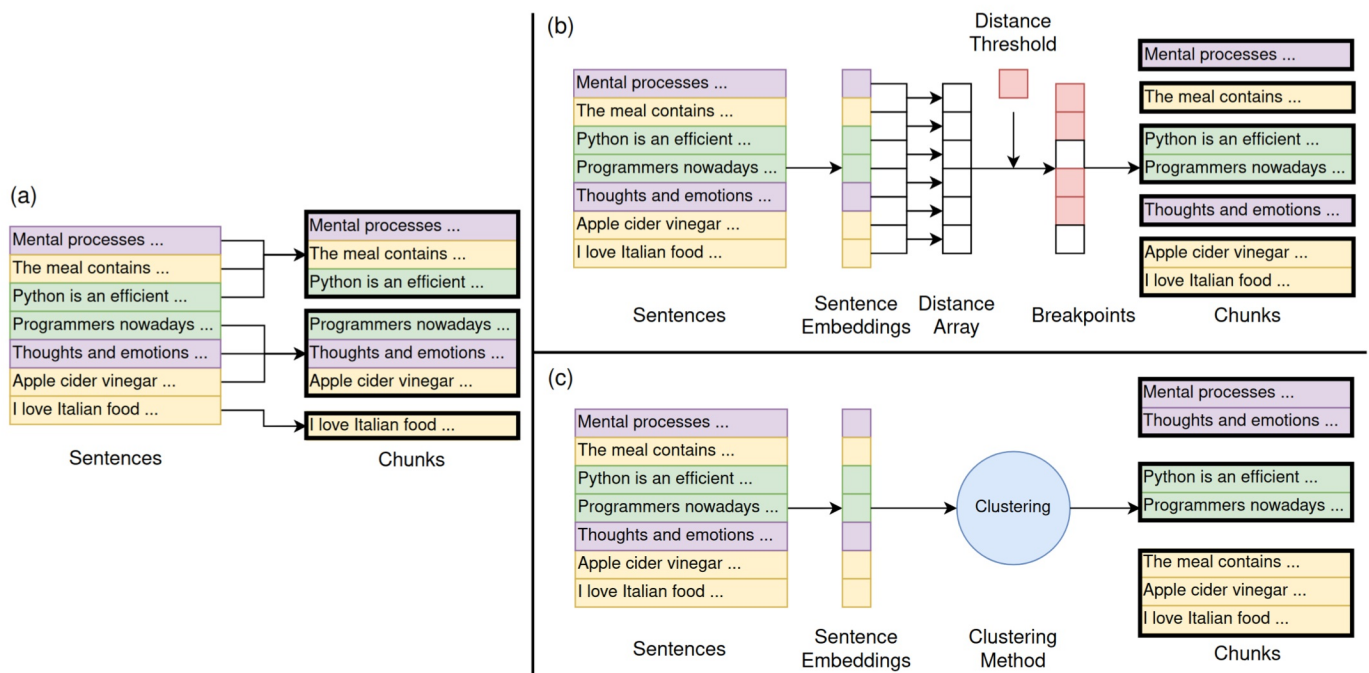 (a)
Mental processes ...
The meal contains ...
Python is an efficient ...
Programmers nowadays ...
Thoughts and emotions ...
Apple cider vinegar ...
I love Italian food ...
Sentences
Mental processes ...
The meal contains ...
Python is an efficient ...
Programmers nowadays ...
Thoughts and emotions ...
Apple cider vinegar ...
I love Italian food ...
Chunks
(b)
Mental processes ...
The meal contains ...
Python is an efficient ...
Programmers nowadays ...
Thoughts and emotions ...
Apple cider vinegar ...
I love Italian food ...
Sentences
Sentence
Embeddings
Distance
Array
Distance
Threshold
Breakpoints
Mental processes ...
The meal contains ...
Python is an efficient ...
Programmers nowadays ...
Thoughts and emotions ...
Apple cider vinegar ...
I love Italian food ...
Chunks
(c)
Mental processes ...
The meal contains ...
Python is an efficient ...
Programmers nowadays ...
Thoughts and emotions ...
Apple cider vinegar ...
I love Italian food ...
Sentences
Sentence
Embeddings
Clustering
Clustering
Method
Mental processes ...
Thoughts and emotions ...
Python is an efficient ...
Programmers nowadays ...
The meal contains ...
Apple cider vinegar ...
I love Italian food ...
Chunks